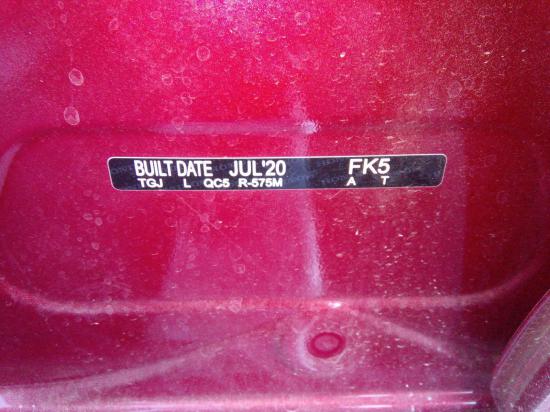 BUILT DATE JUL'20 FK5
TGJ L QC5 R-575M A T